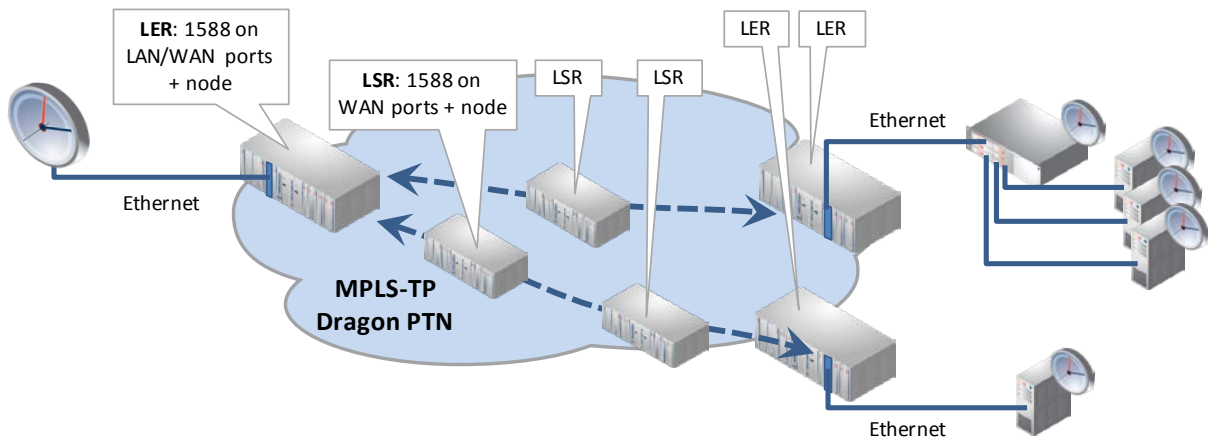 LER: 1588 on
LAN/WAN ports
+ node
LSR: 1588 on
WAN ports + node
LSR
LSR
LER
LER
Ethernet
Ethernet
MPLS-TP
Dragon PTN
Ethernet